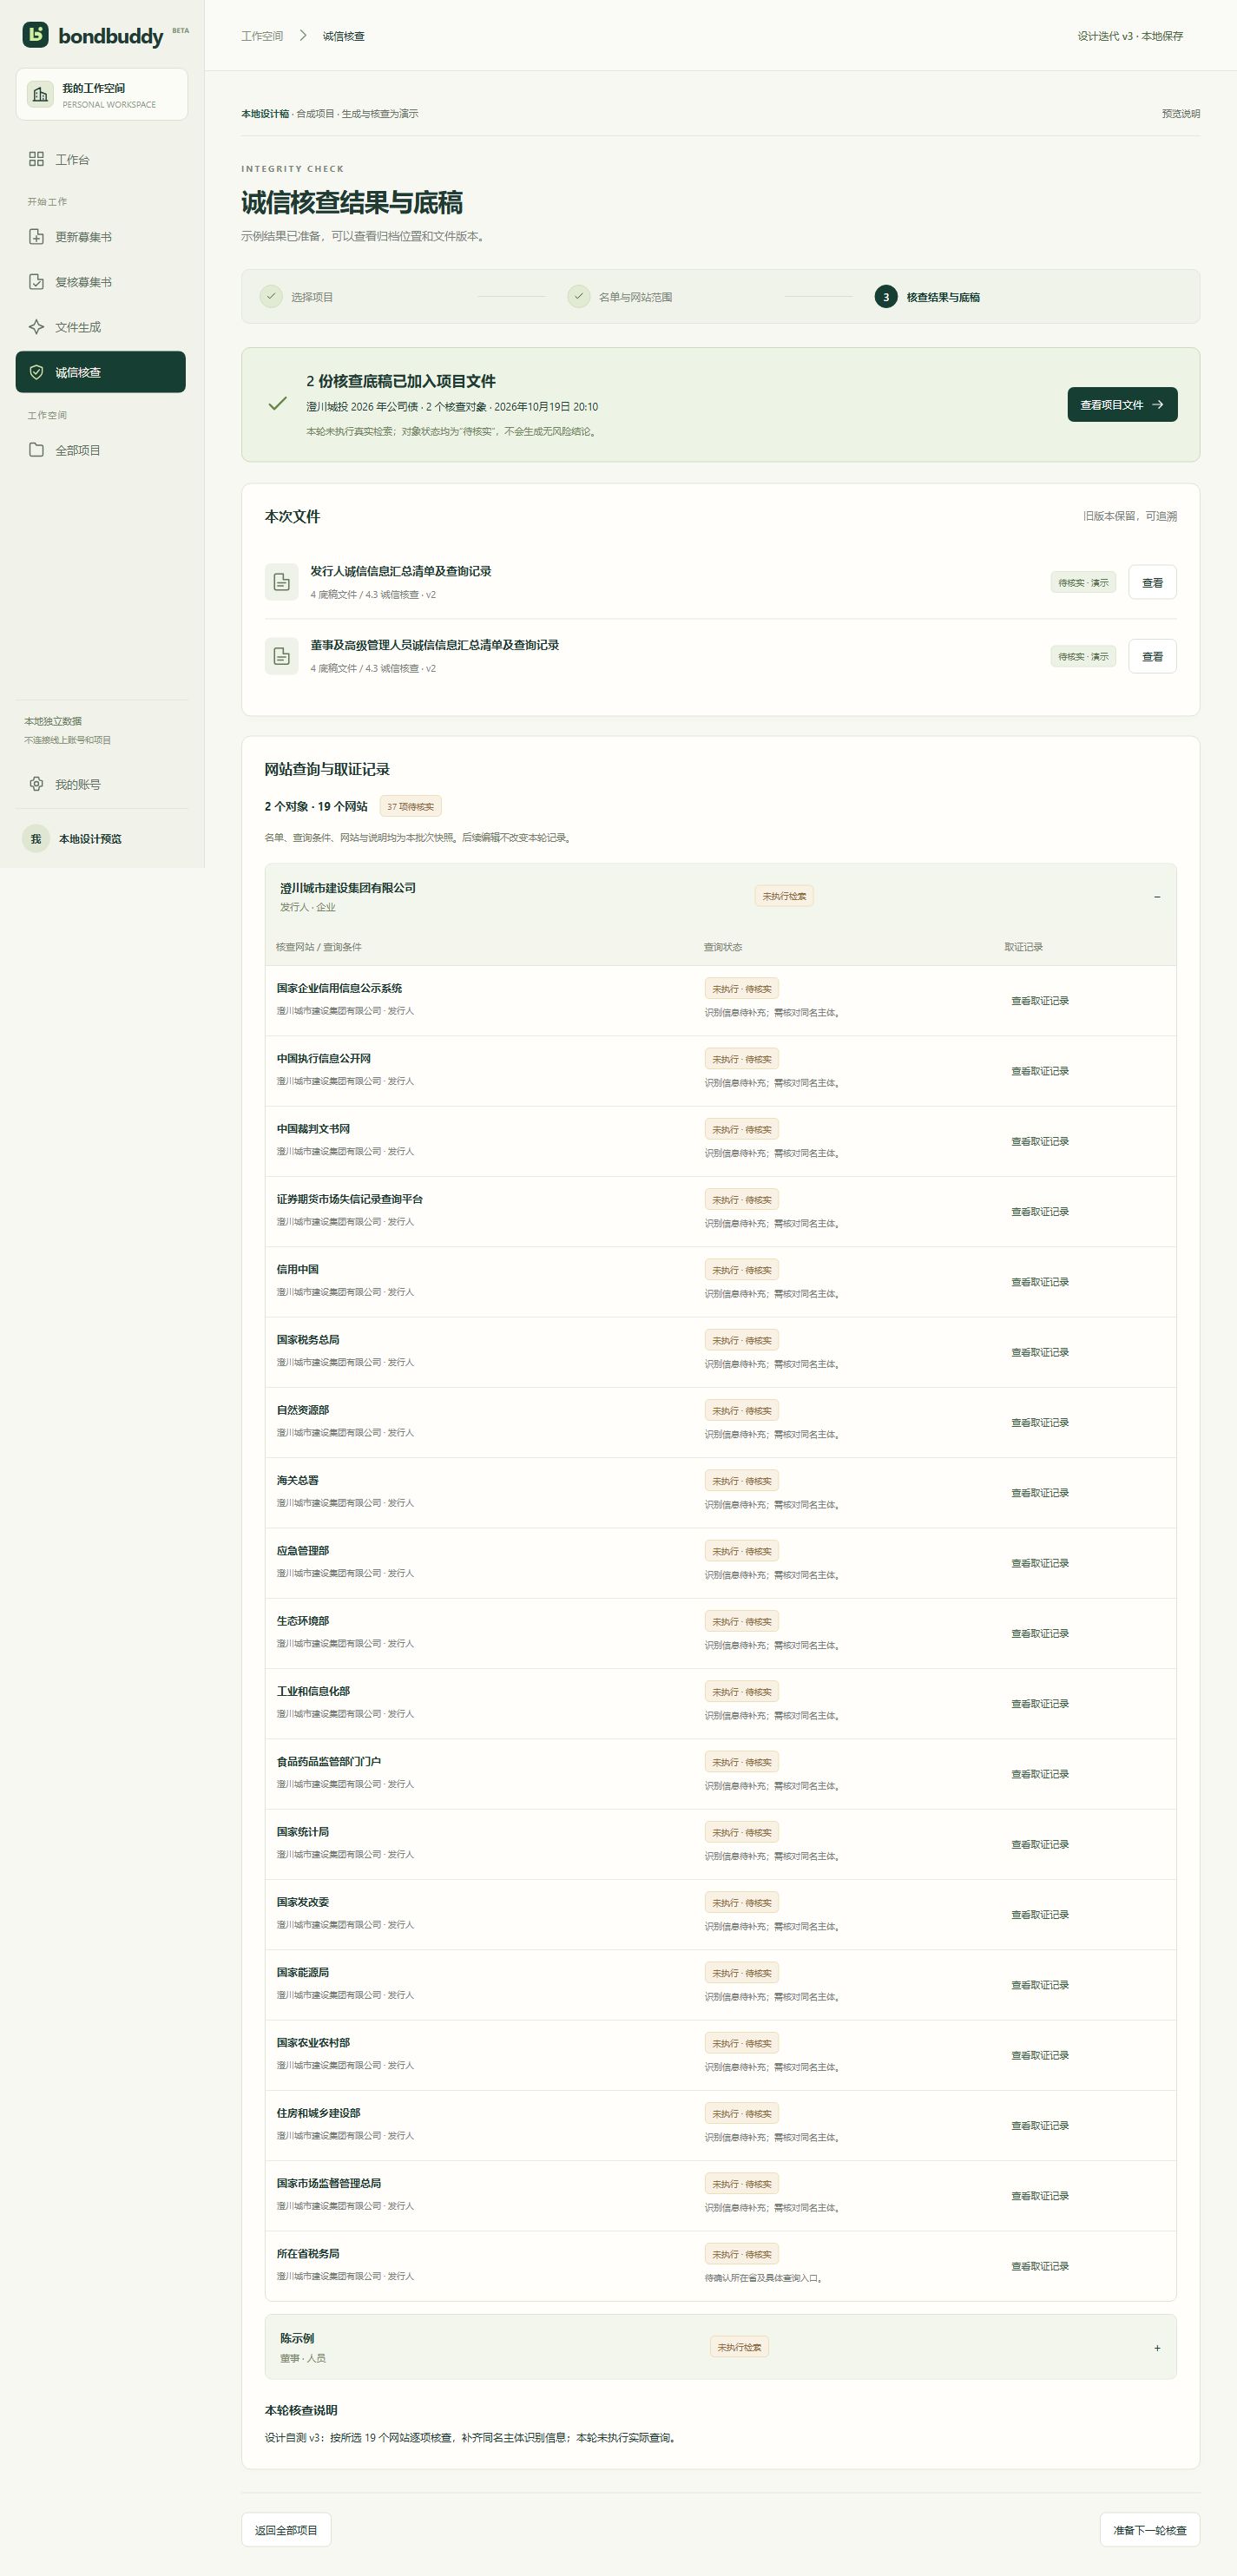 bondbuddy BETA
我的工作空间
PERSONAL WORKSPACE
工作台
开始工作
更新募集书
复核募集书
文件生成
诚信核查
工作空间
全部项目
本地独立数据
不连接线上账号和项目
我的账号
我 本地设计预览
工作空间 诚信核查 设计迭代 v3 · 本地保存
本地设计稿 · 合成项目 · 生成与核查为演示 预览说明
INTEGRITY CHECK
诚信核查结果与底稿
示例结果已准备，可以查看归档位置和文件版本。
选择项目 名单与网站范围 3 核查结果与底稿
2 份核查底稿已加入项目文件
澄川城投 2026 年公司债 · 2 个核查对象 · 2026年10月19日 20:10
本轮未执行真实检索；对象状态均为“待核实”，不会生成无风险结论。
查看项目文件
本次文件 旧版本保留，可追溯
发行人诚信信息汇总清单及查询记录
4 底稿文件 / 4.3 诚信核查 · v2
待核实 · 演示 查看
董事及高级管理人员诚信信息汇总清单及查询记录
4 底稿文件 / 4.3 诚信核查 · v2
待核实 · 演示 查看
网站查询与取证记录
2 个对象 · 19 个网站 37 项待核实
名单、查询条件、网站与说明均为本批次快照。后续编辑不改变本轮记录。
澄川城市建设集团有限公司
发行人 · 企业
未执行检索 −
核查网站 / 查询条件 查询状态 取证记录
国家企业信用信息公示系统
澄川城市建设集团有限公司 · 发行人
未执行 · 待核实
识别信息待补充；需核对同名主体。
查看取证记录
中国执行信息公开网
澄川城市建设集团有限公司 · 发行人
未执行 · 待核实
识别信息待补充；需核对同名主体。
查看取证记录
中国裁判文书网
澄川城市建设集团有限公司 · 发行人
未执行 · 待核实
识别信息待补充；需核对同名主体。
查看取证记录
证券期货市场失信记录查询平台
澄川城市建设集团有限公司 · 发行人
未执行 · 待核实
识别信息待补充；需核对同名主体。
查看取证记录
信用中国
澄川城市建设集团有限公司 · 发行人
未执行 · 待核实
识别信息待补充；需核对同名主体。
查看取证记录
国家税务总局
澄川城市建设集团有限公司 · 发行人
未执行 · 待核实
识别信息待补充；需核对同名主体。
查看取证记录
自然资源部
澄川城市建设集团有限公司 · 发行人
未执行 · 待核实
识别信息待补充；需核对同名主体。
查看取证记录
海关总署
澄川城市建设集团有限公司 · 发行人
未执行 · 待核实
识别信息待补充；需核对同名主体。
查看取证记录
应急管理部
澄川城市建设集团有限公司 · 发行人
未执行 · 待核实
识别信息待补充；需核对同名主体。
查看取证记录
生态环境部
澄川城市建设集团有限公司 · 发行人
未执行 · 待核实
识别信息待补充；需核对同名主体。
查看取证记录
工业和信息化部
澄川城市建设集团有限公司 · 发行人
未执行 · 待核实
识别信息待补充；需核对同名主体。
查看取证记录
食品药品监管部门门户
澄川城市建设集团有限公司 · 发行人
未执行 · 待核实
识别信息待补充；需核对同名主体。
查看取证记录
国家统计局
澄川城市建设集团有限公司 · 发行人
未执行 · 待核实
识别信息待补充；需核对同名主体。
查看取证记录
国家发改委
澄川城市建设集团有限公司 · 发行人
未执行 · 待核实
识别信息待补充；需核对同名主体。
查看取证记录
国家能源局
澄川城市建设集团有限公司 · 发行人
未执行 · 待核实
识别信息待补充；需核对同名主体。
查看取证记录
国家农业农村部
澄川城市建设集团有限公司 · 发行人
未执行 · 待核实
识别信息待补充；需核对同名主体。
查看取证记录
住房和城乡建设部
澄川城市建设集团有限公司 · 发行人
未执行 · 待核实
识别信息待补充；需核对同名主体。
查看取证记录
国家市场监督管理总局
澄川城市建设集团有限公司 · 发行人
未执行 · 待核实
识别信息待补充；需核对同名主体。
查看取证记录
所在省税务局
澄川城市建设集团有限公司 · 发行人
未执行 · 待核实
待确认所在省及具体查询入口。
查看取证记录
陈示例
董事 · 人员
未执行检索 +
本轮核查说明
设计自测 v3：按所选 19 个网站逐项核查，补齐同名主体识别信息；本轮未执行实际查询。
返回全部项目 准备下一轮核查